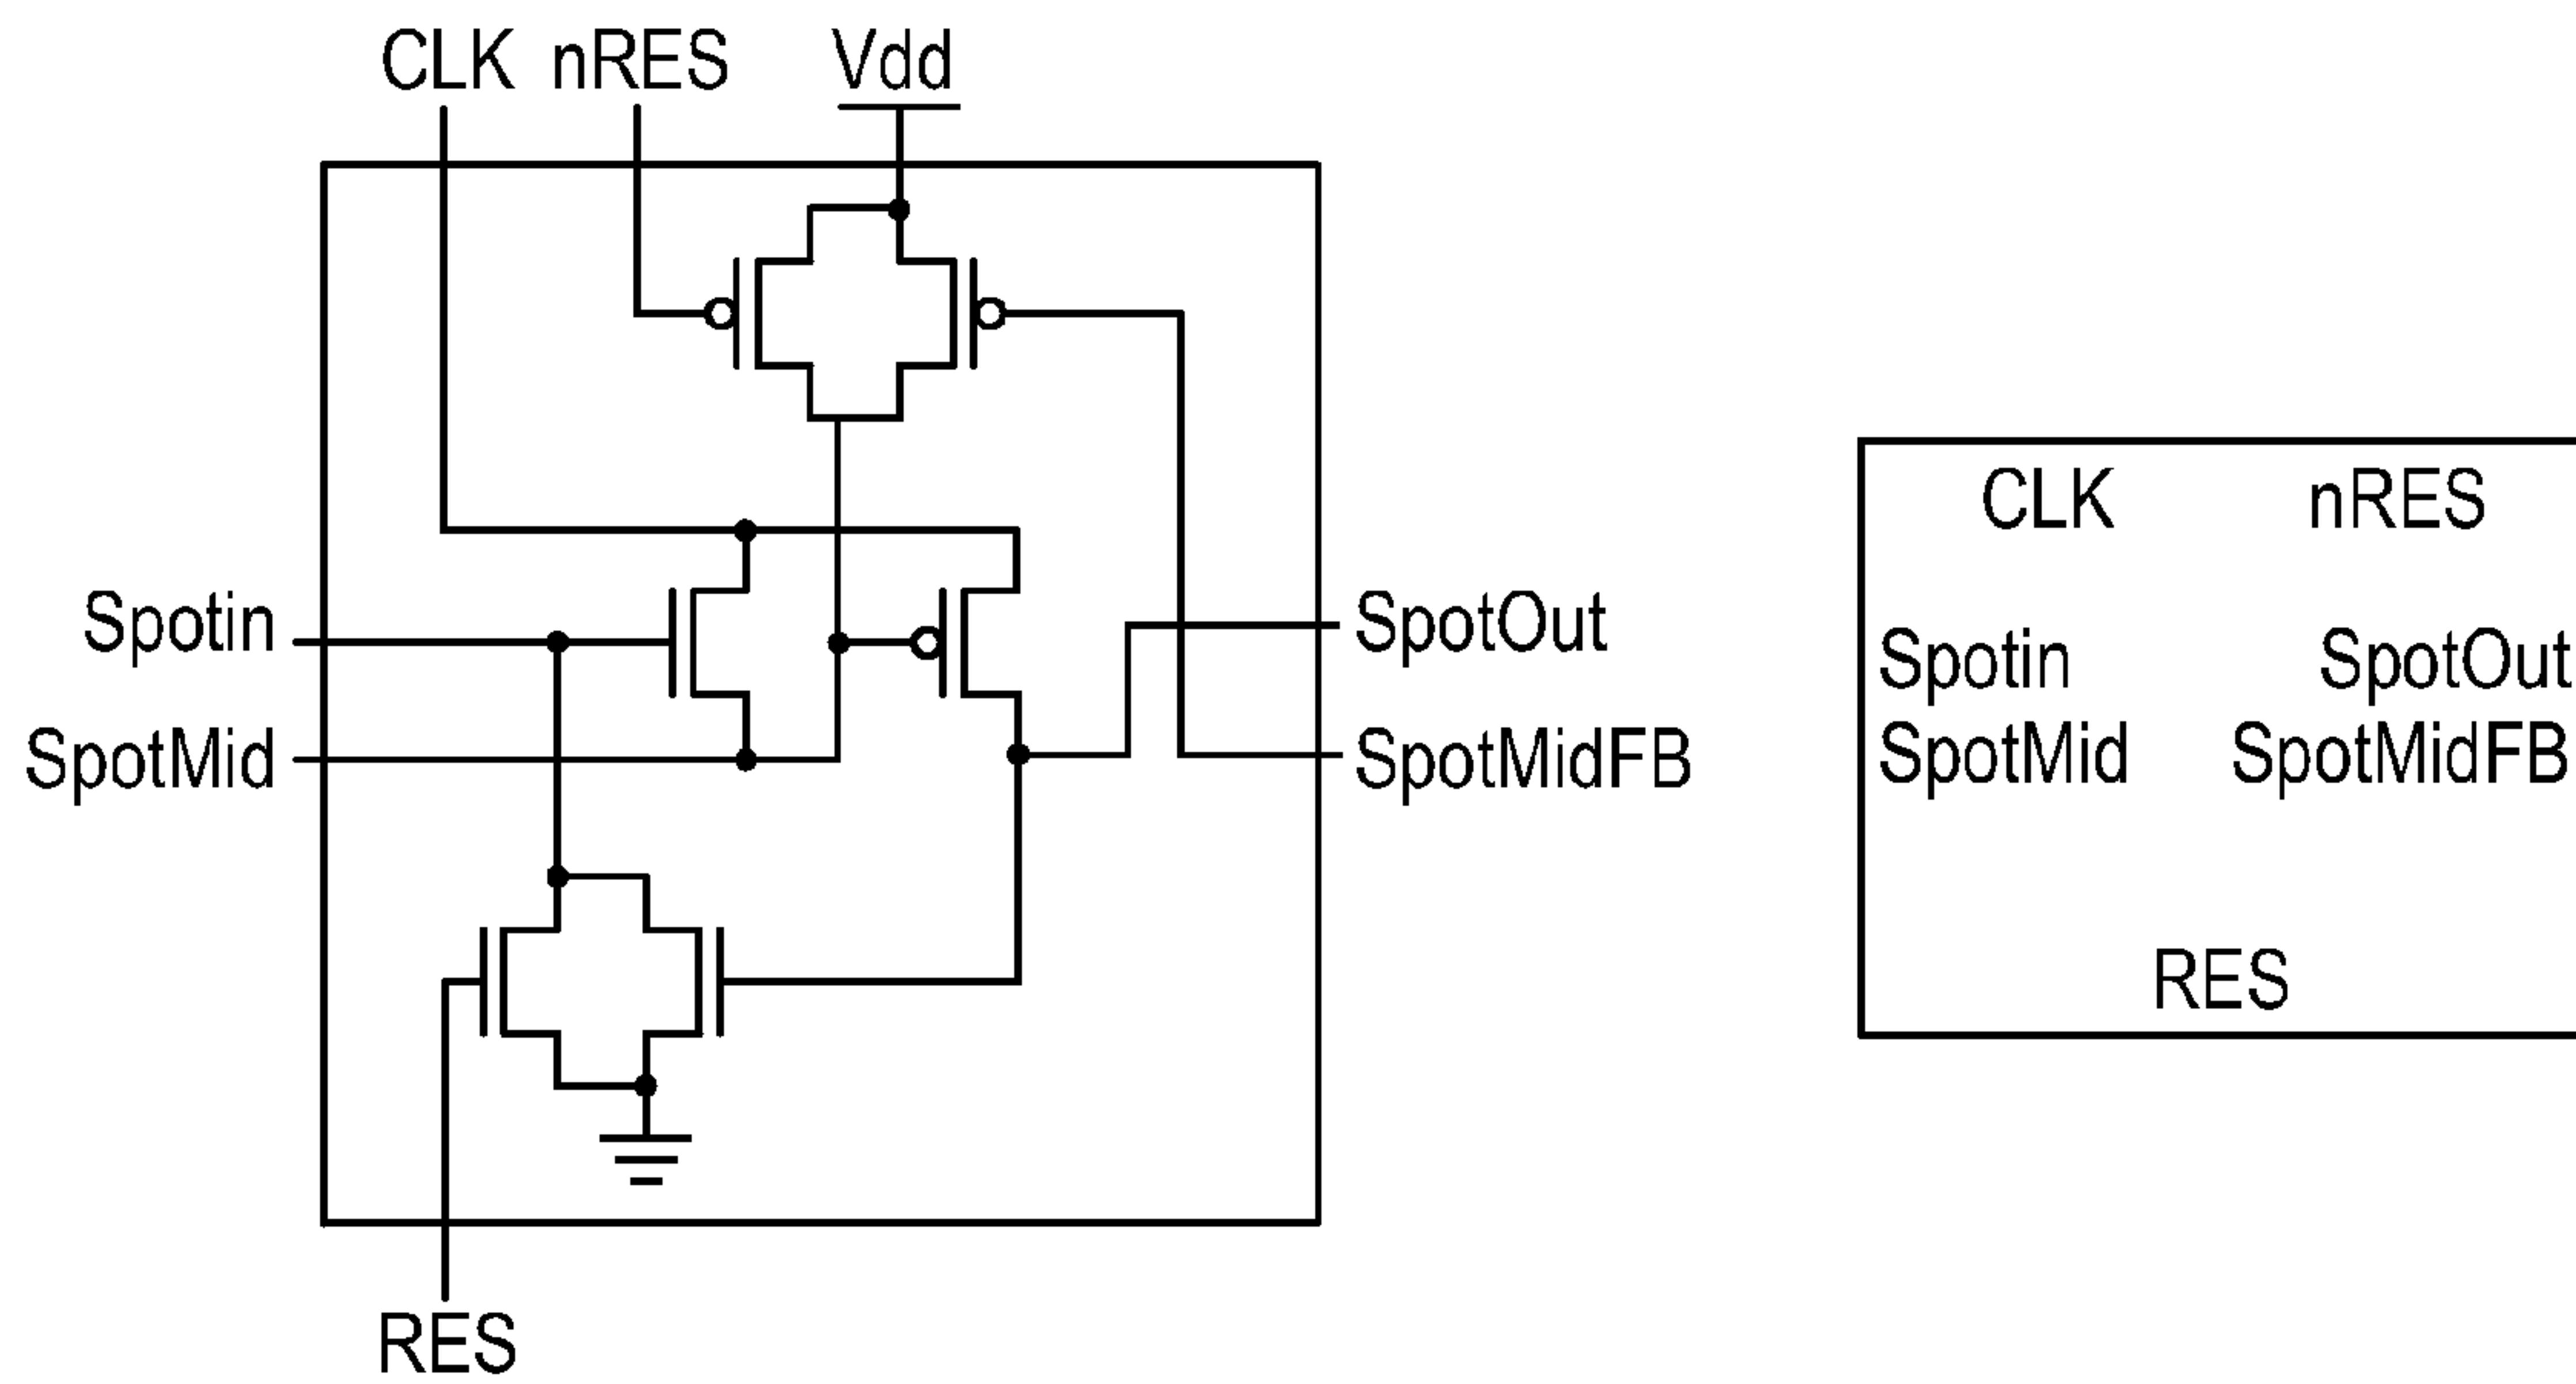 CLK nRES Vdd
Spotin
SpotMid
SpotOut
SpotMidFB
RES
CLK nRES
Spotin SpotOut
SpotMid SpotMidFB
RES